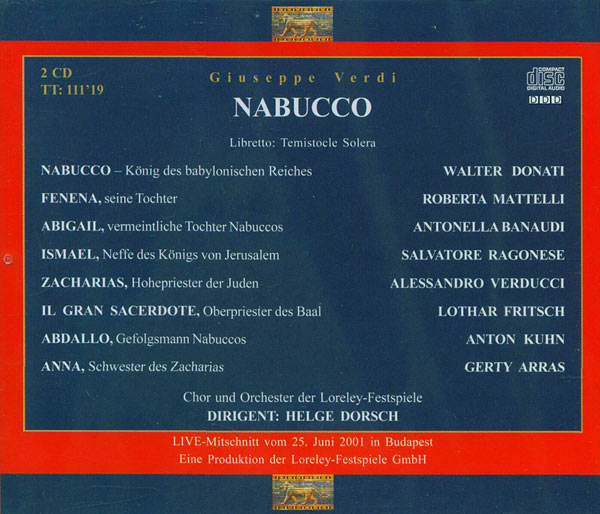 2 CD
TT: 111'19
Giuseppe Verdi
COMPACT
disc
DIGITAL AUDIO
DDD
NABUCCO
Libretto: Temistocle Solera
NABUCCO – König des babylonischen Reiches WALTER DONATI
FENENA, seine Tochter ROBERTA MATTELLI
ABIGAIL, vermeintliche Tochter Nabuccos ANTONELLA BANAUDI
ISMAEL, Neffe des Königs von Jerusalem SALVATORE RAGONESE
ZACHARIAS, Hohepriester der Juden ALESSANDRO VERDUCCI
IL GRAN SACERDOTE, Oberpriester des Baal LOTHAR FRITSCH
ABDALLO, Gefolgsmann Nabuccos ANTON KUHN
ANNA, Schwester des Zacharias GERTY ARRAS
Chor und Orchester der Loreley-Festspiele
DIRIGENT: HELGE DORSCH
LIVE-Mitschnitt vom 25. Juni 2001 in Budapest
Eine Produktion der Loreley-Festspiele GmbH